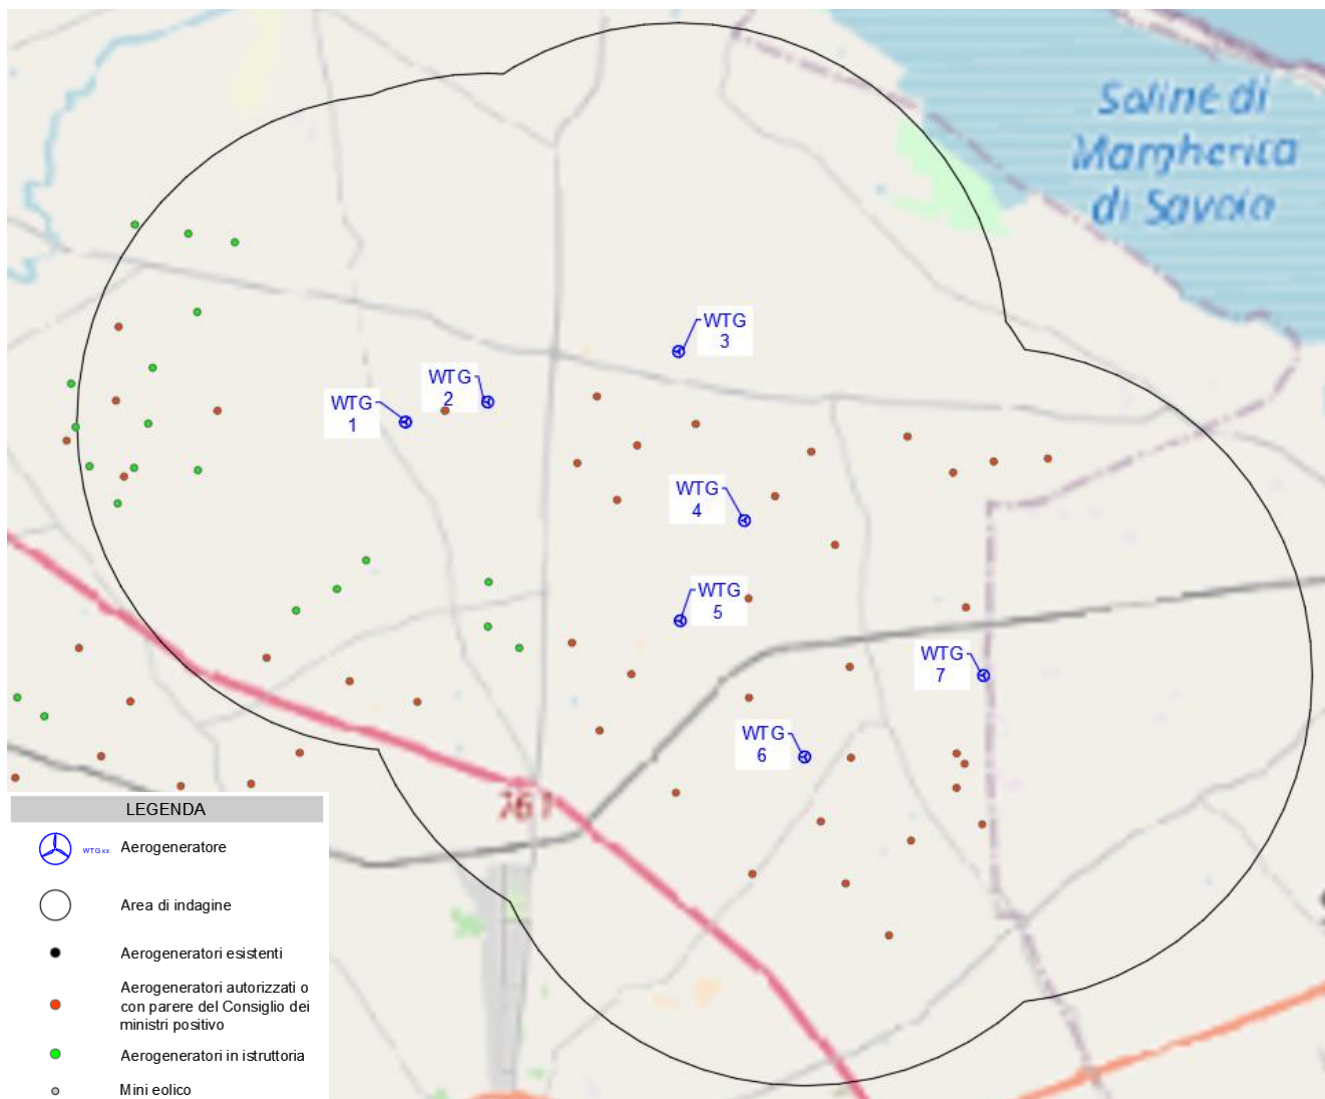 Saline di
Margherita
di Savoia
WTG
3
WTG
2
WTG
1
WTG
4
WTG
5
WTG
7
WTG
6
761
LEGENDA
WTGxx
Aerogeneratore
Area di indagine
Aerogeneratori esistenti
Aerogeneratori autorizzati o
con parere del Consiglio dei
ministri positivo
Aerogeneratori in istruttoria
Mini eolico